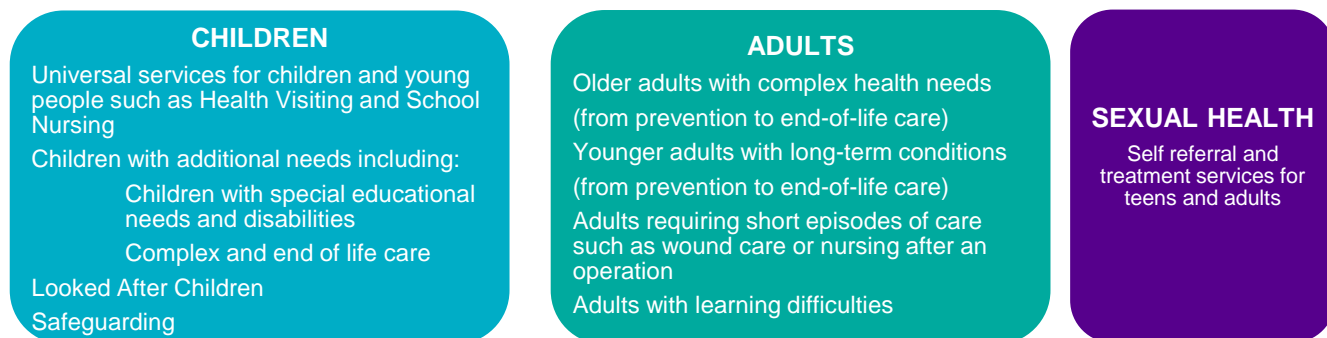 CHILDREN
Universal services for children and young
people such as Health Visiting and School
Nursing
Children with additional needs including:
Children with special educational
needs and disabilities
Complex and end of life care
Looked After Children
Safeguarding
ADULTS
Older adults with complex health needs
(from prevention to end-of-life care)
Younger adults with long-term conditions
(from prevention to end-of-life care)
Adults requiring short episodes of care
such as wound care or nursing after an
operation
Adults with learning difficulties
SEXUAL HEALTH
Self referral and
treatment services for
teens and adults